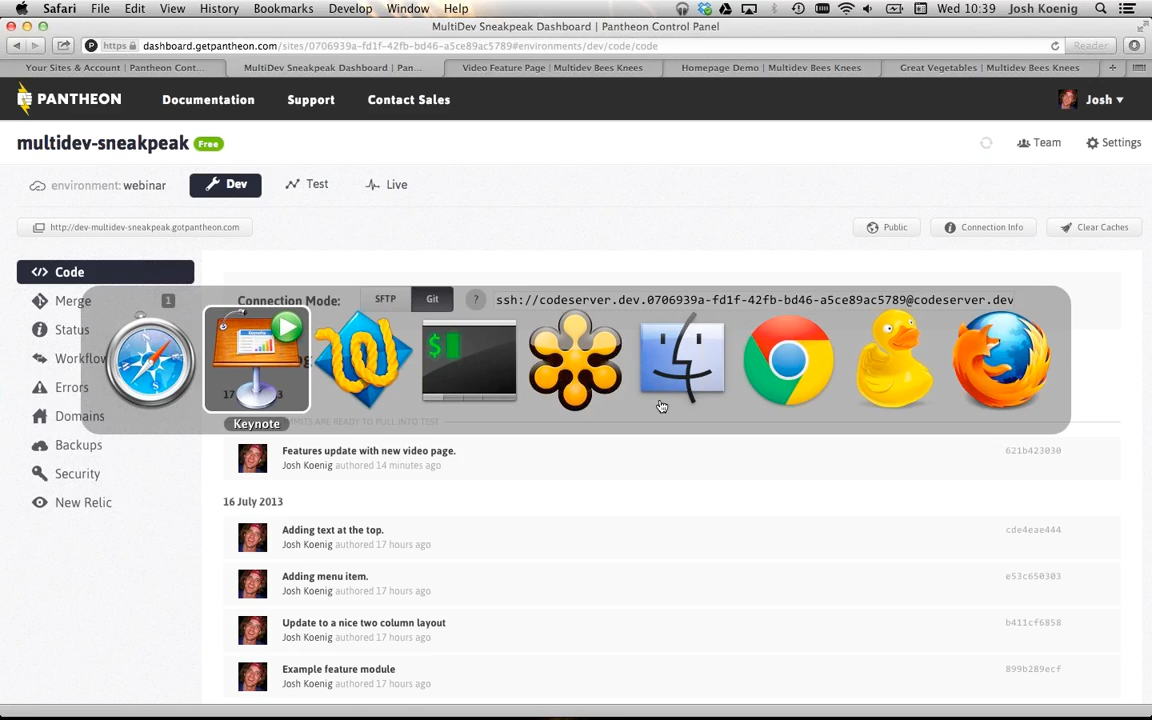 Safari File Edit View History Bookmarks Develop Window Help Wed 10:39 Josh Koenig
MultiDev Sneakpeak Dashboard | Pantheon Control Panel
https dashboard.getpantheon.com/sites/0706939a-fd1f-42fb-bd46-a5ce89ac5789#environments/dev/code/code Reader
Your Sites & Account | Pantheon Cont... MultiDev Sneakpeak Dashboard | Pan... Video Feature Page | Multidev Bees Knees Homepage Demo | Multidev Bees Knees Great Vegetables | Multidev Bees Knees
PANTHEON Documentation Support Contact Sales Josh
multidev-sneakpeak Free Team Settings
environment: webinar Dev Test Live
http://dev-multidev-sneakpeak.gotpantheon.com Public Connection Info Clear Caches
Code
Merge 1
Status
Workflow
Errors
Domains
Backups
Security
New Relic
Connection Mode: SFTP Git ? ssh://codeserver.dev.0706939a-fd1f-42fb-bd46-a5ce89ac5789@codeserver.dev
$
Keynote
MITS ARE READY TO PULL INTO TEST
Features update with new video page. 621b423030
Josh Koenig authored 14 minutes ago
16 July 2013
Adding text at the top. cde4eae444
Josh Koenig authored 17 hours ago
Adding menu item. e53c650303
Josh Koenig authored 17 hours ago
Update to a nice two column layout b411cf6858
Josh Koenig authored 17 hours ago
Example feature module 899b289ecf
Josh Koenig authored 17 hours ago